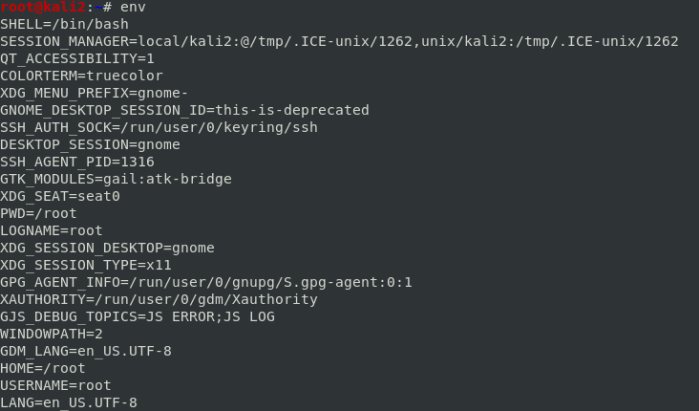 root@kali2:~# env
SHELL=/bin/bash
SESSION_MANAGER=local/kali2:@/tmp/.ICE-unix/1262,unix/kali2:/tmp/.ICE-unix/1262
QT_ACCESSIBILITY=1
COLORTERM=truecolor
XDG_MENU_PREFIX=gnome-
GNOME_DESKTOP_SESSION_ID=this-is-deprecated
SSH_AUTH_SOCK=/run/user/0/keyring/ssh
DESKTOP_SESSION=gnome
SSH_AGENT_PID=1316
GTK_MODULES=gail:atk-bridge
XDG_SEAT=seat0
PWD=/root
LOGNAME=root
XDG_SESSION_DESKTOP=gnome
XDG_SESSION_TYPE=x11
GPG_AGENT_INFO=/run/user/0/gnupg/S.gpg-agent:0:1
XAUTHORITY=/run/user/0/gdm/Xauthority
GJS_DEBUG_TOPICS=JS ERROR;JS LOG
WINDOWPATH=2
GDM_LANG=en_US.UTF-8
HOME=/root
USERNAME=root
LANG=en_US.UTF-8